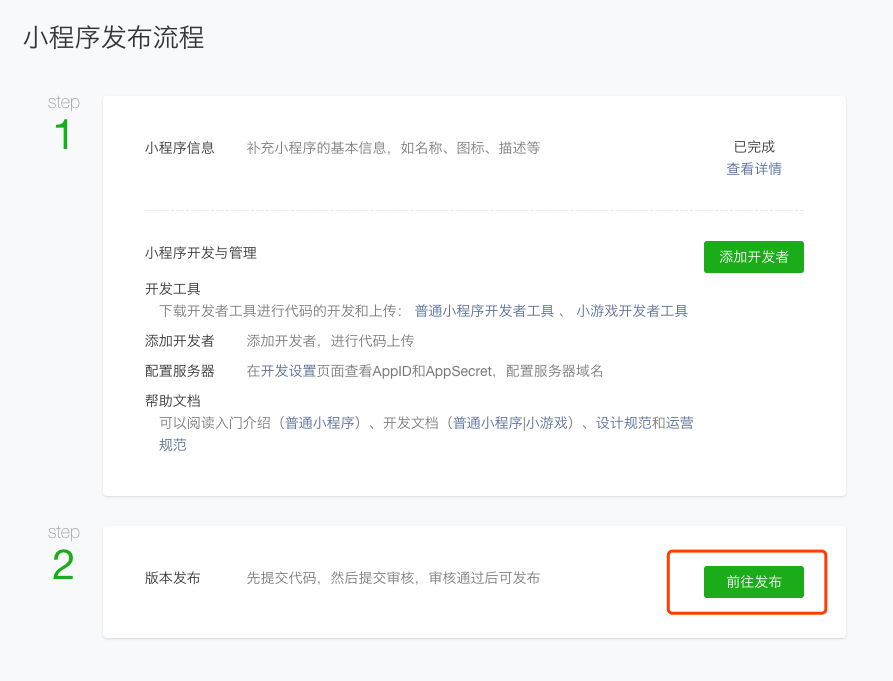 小程序发布流程
step
1
小程序信息 补充小程序的基本信息，如名称、图标、描述等 已完成
查看详情
小程序开发与管理 添加开发者
开发工具
下载开发者工具进行代码的开发和上传： 普通小程序开发者工具 、 小游戏开发者工具
添加开发者 添加开发者，进行代码上传
配置服务器 在开发设置页面查看AppID和AppSecret，配置服务器域名
帮助文档
可以阅读入门介绍（普通小程序）、开发文档（普通小程序|小游戏）、设计规范和运营
规范
step
2
版本发布 先提交代码，然后提交审核，审核通过后可发布 前往发布